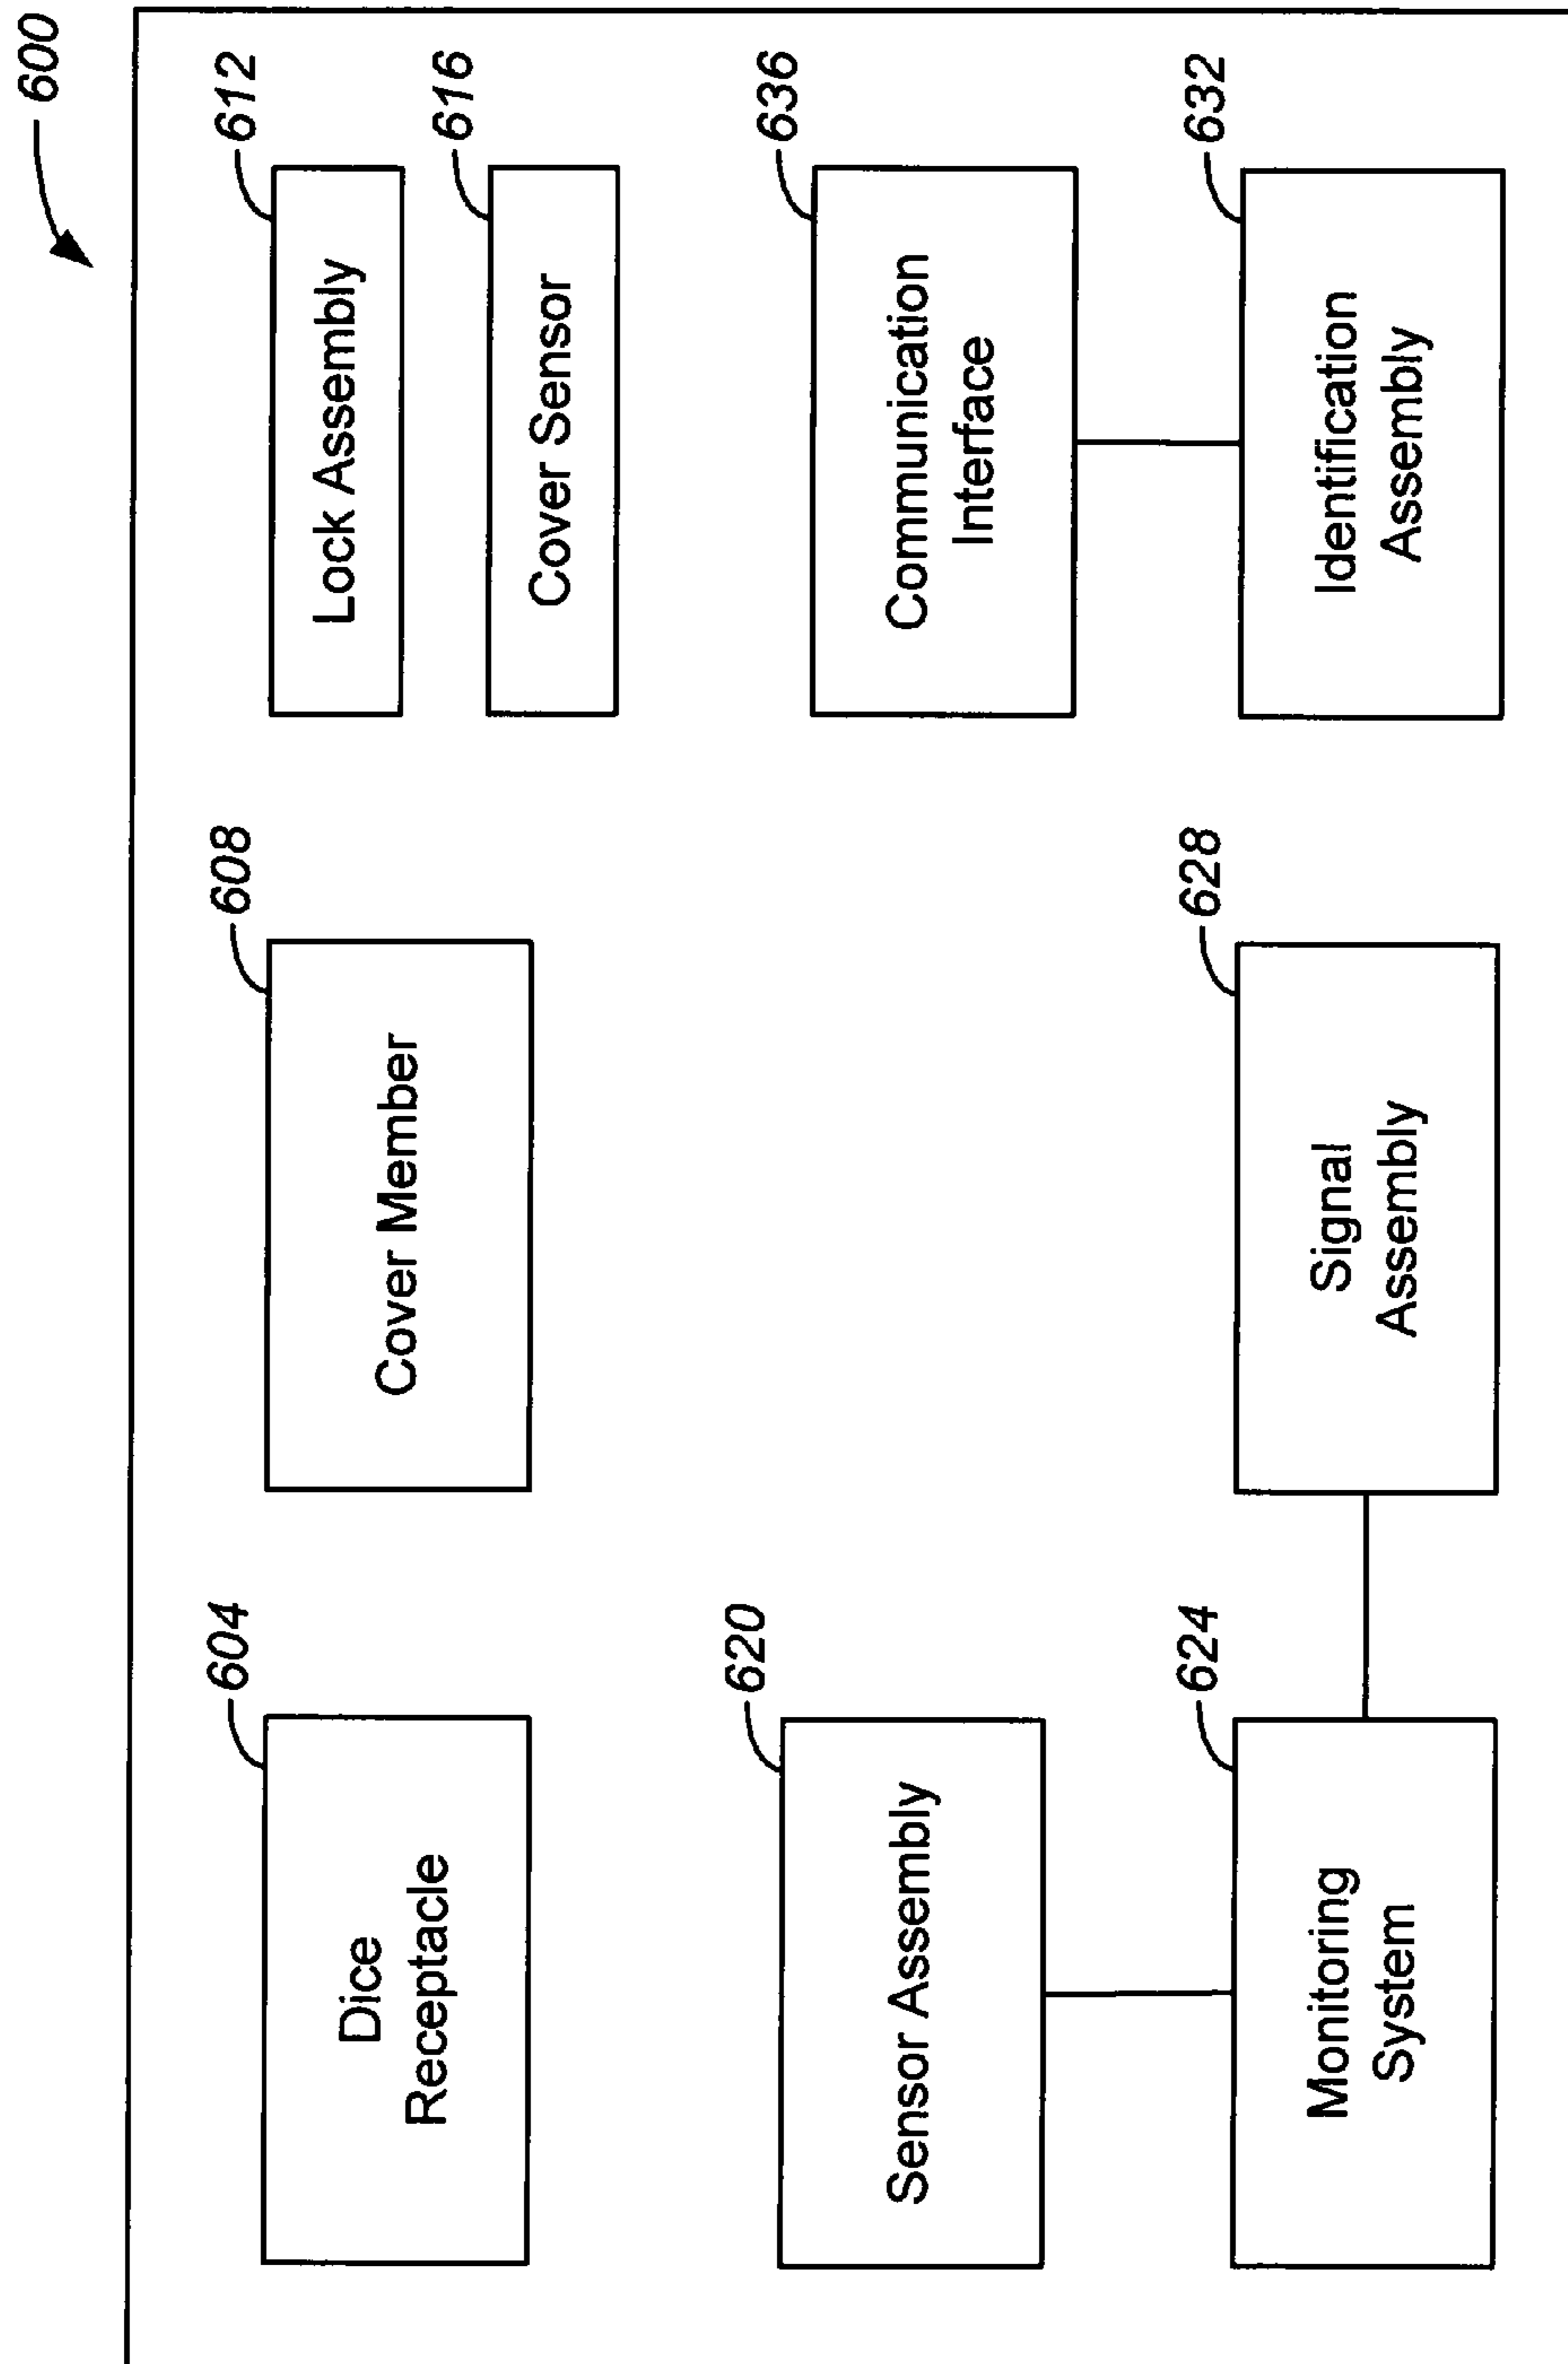 600
604
Dice
Receptacle
608
Cover Member
612
Lock Assembly
616
Cover Sensor
620
Sensor Assembly
636
Communication
Interface
624
Monitoring
System
628
Signal
Assembly
632
Identification
Assembly